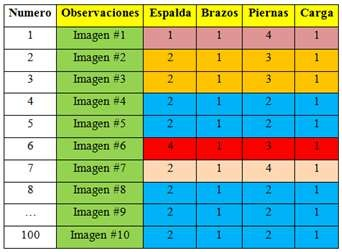 Numero Observaciones Espalda Brazos Piernas Carga
1 Imagen #1 1 1 4 1
2 Imagen #2 2 1 3 1
3 Imagen #3 2 1 3 1
4 Imagen #4 2 1 2 1
5 Imagen #5 2 1 2 1
6 Imagen #6 4 1 3 1
7 Imagen #7 2 1 4 1
8 Imagen #8 2 1 2 1
... Imagen #9 2 1 2 1
100 Imagen #10 2 1 2 1